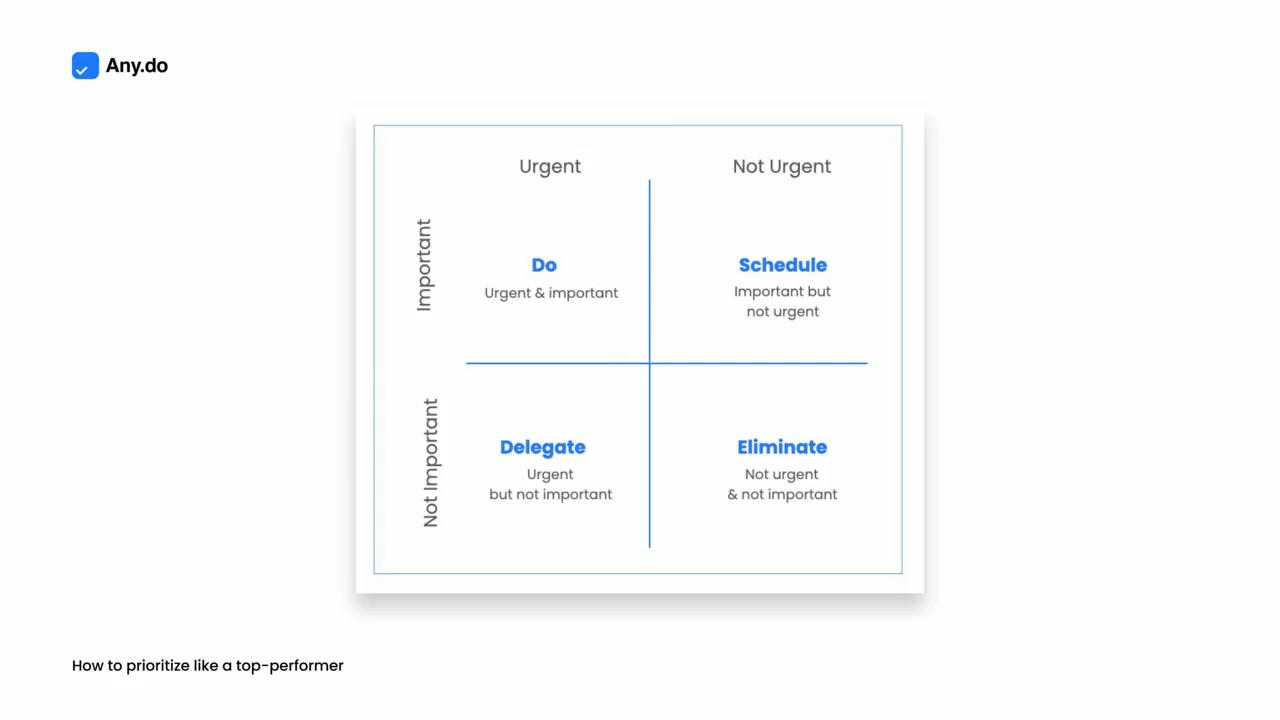 Any.do
Urgent
Not Urgent
Important
Do
Urgent & important
Schedule
Important but
not urgent
Not Important
Delegate
Urgent
but not important
Eliminate
Not urgent
& not important
How to prioritize like a top-performer